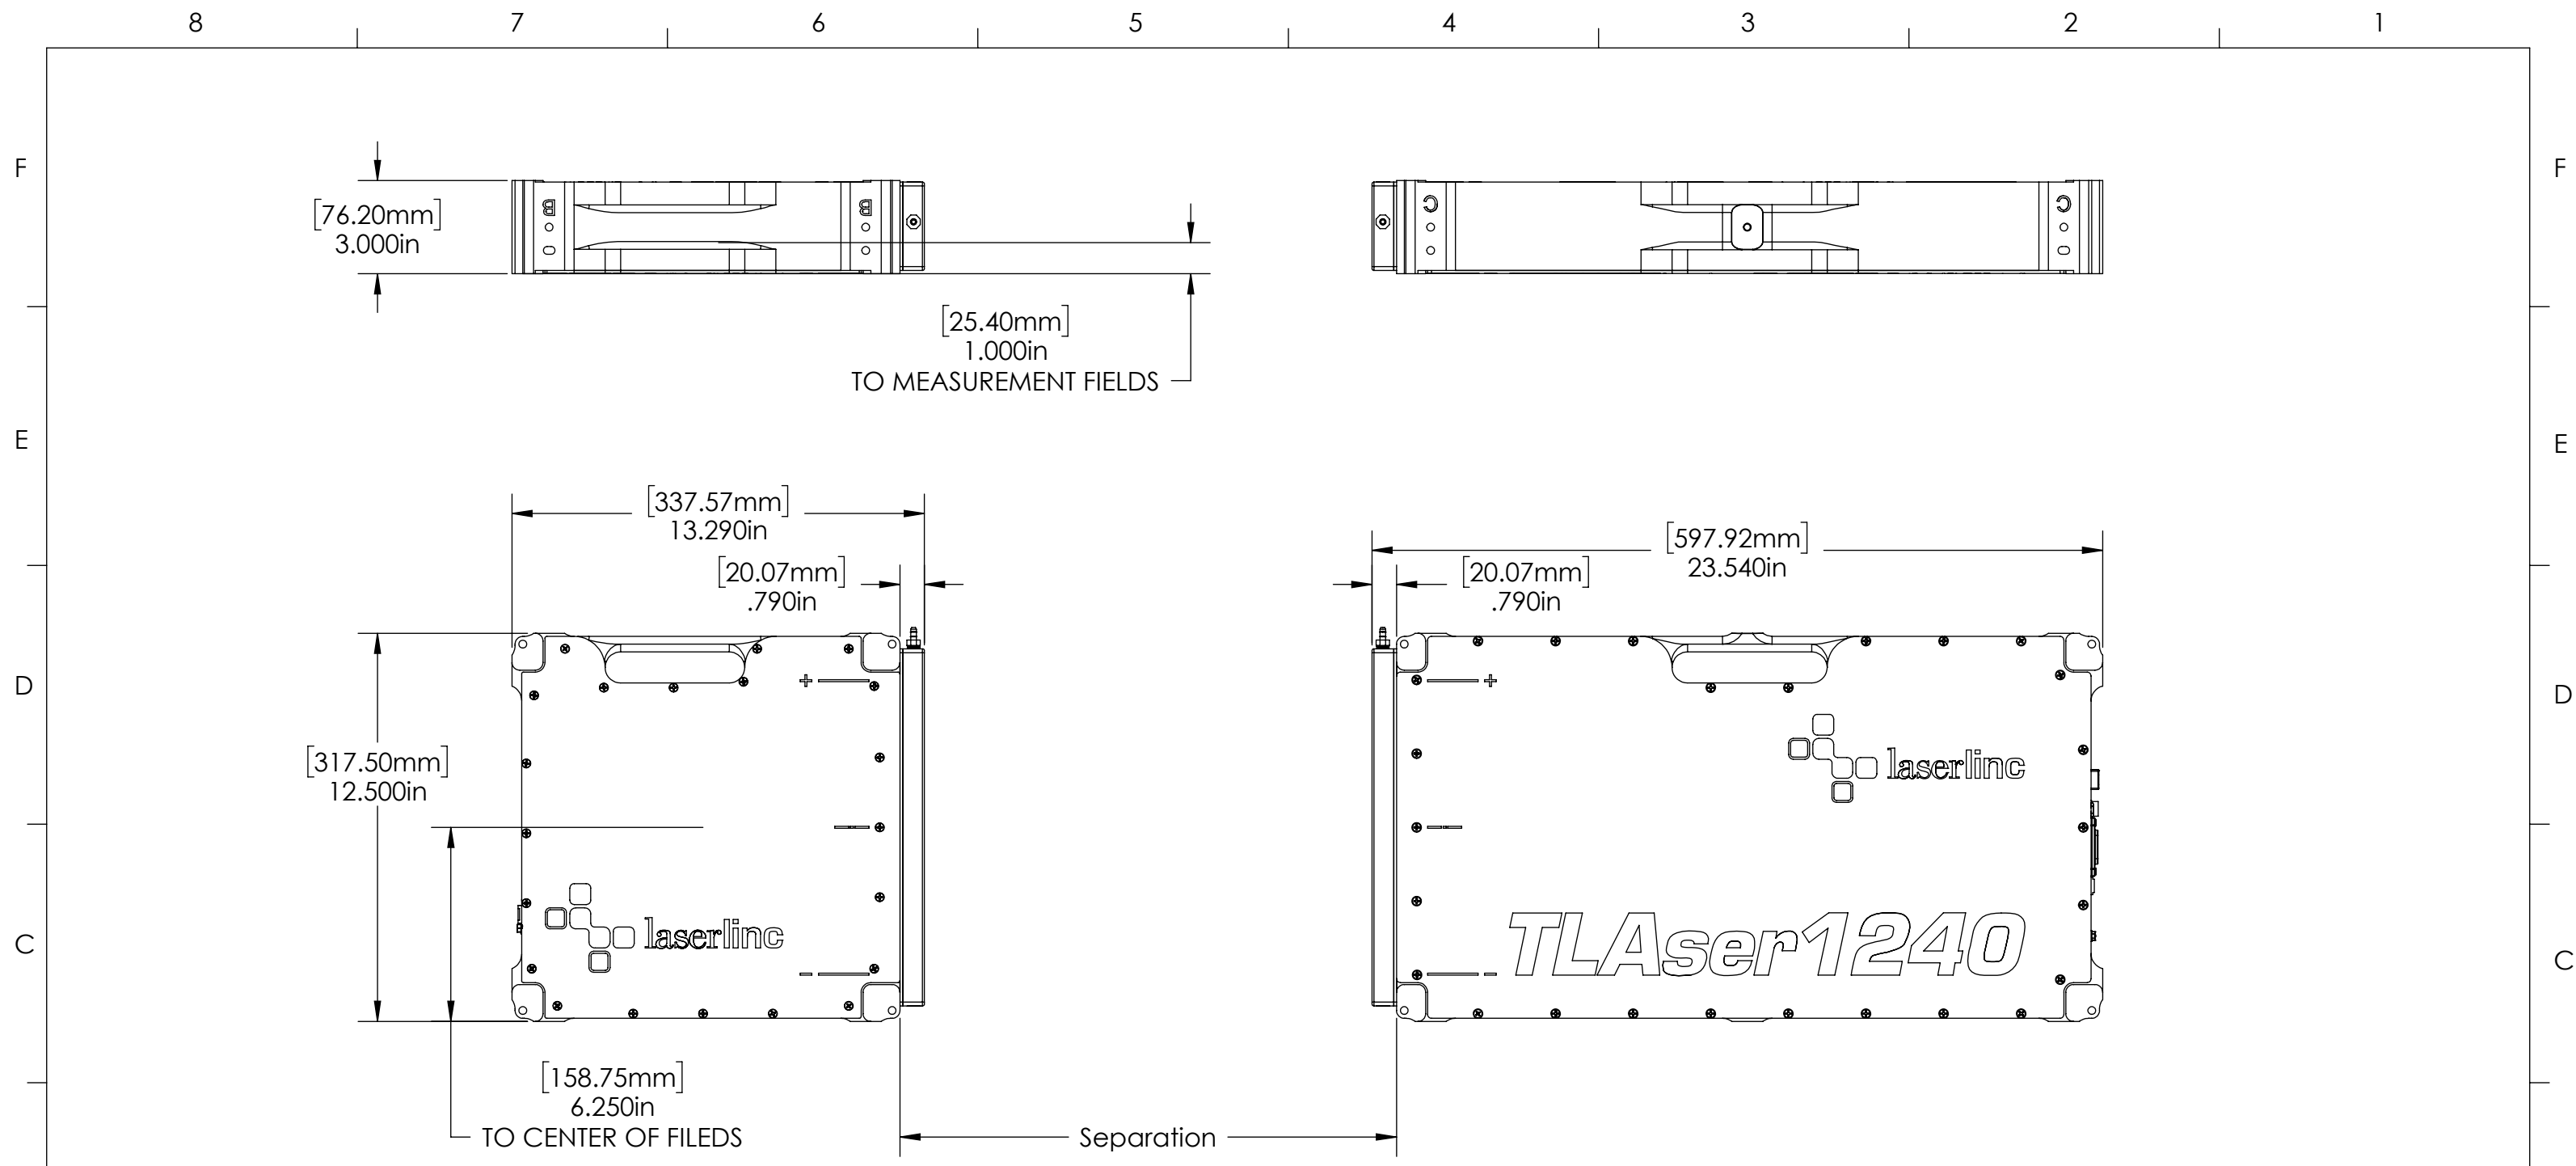 8 7 6 5 4 3 2 1
F F
B B C C
[76.20mm]
3.000in
[25.40mm]
1.000in
TO MEASUREMENT FIELDS
E E
[337.57mm]
13.290in
[20.07mm]
.790in
[597.92mm]
23.540in
[20.07mm]
.790in
D D
+ +
[317.50mm]
12.500in
laserlinc
laserlinc
TLAser1240
- -
C C
[158.75mm]
6.250in
TO CENTER OF FILEDS
Separation